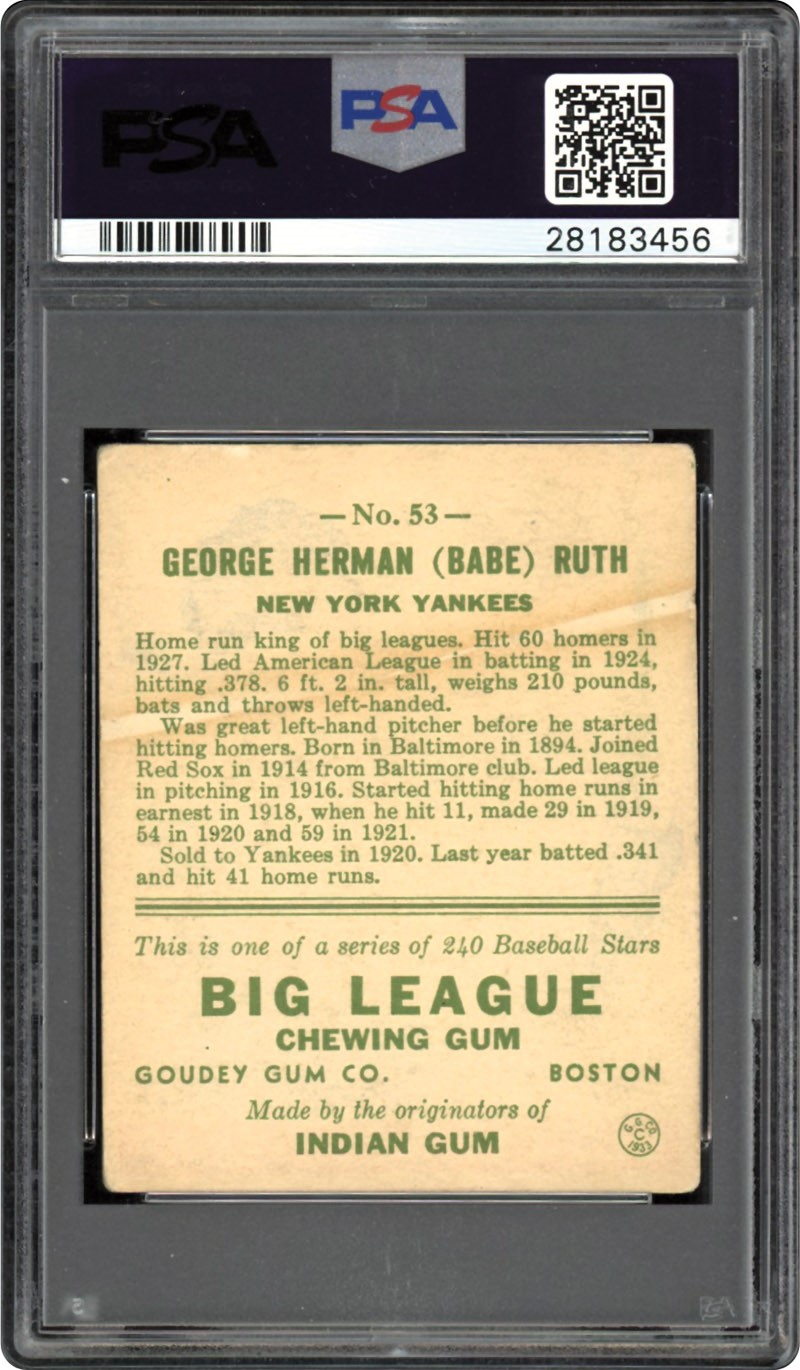 PSA
PSA
28183456
—No. 53—
GEORGE HERMAN (BABE) RUTH
NEW YORK YANKEES
Home run king of big leagues. Hit 60 homers in
1927. Led American League in batting in 1924,
hitting .378. 6 ft. 2 in. tall, weighs 210 pounds,
bats and throws left-handed.
Was great left-hand pitcher before he started
hitting homers. Born in Baltimore in 1894. Joined
Red Sox in 1914 from Baltimore club. Led league
in pitching in 1916. Started hitting home runs in
earnest in 1918, when he hit 11, made 29 in 1919,
54 in 1920 and 59 in 1921.
Sold to Yankees in 1920. Last year batted .341
and hit 41 home runs.
This is one of a series of 240 Baseball Stars
BIG LEAGUE
CHEWING GUM
GOUDEY GUM CO. BOSTON
Made by the originators of
INDIAN GUM
G. G. CO.
C
1933